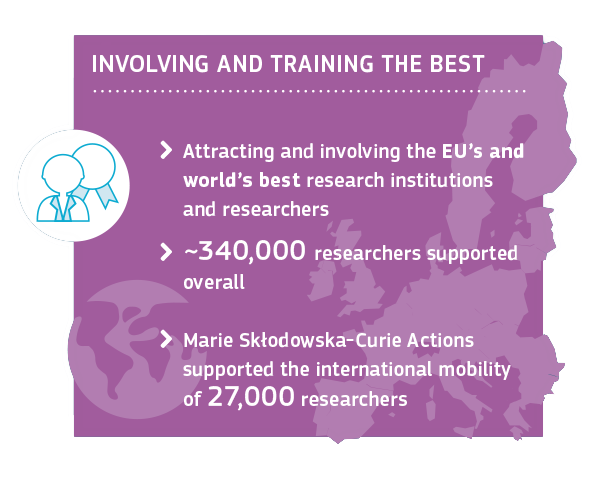 INVOLVING AND TRAINING THE BEST
Attracting and involving the EU's and
world's best research institutions
and researchers
~340,000 researchers supported
overall
Marie Skłodowska-Curie Actions
supported the international mobility
of 27,000 researchers